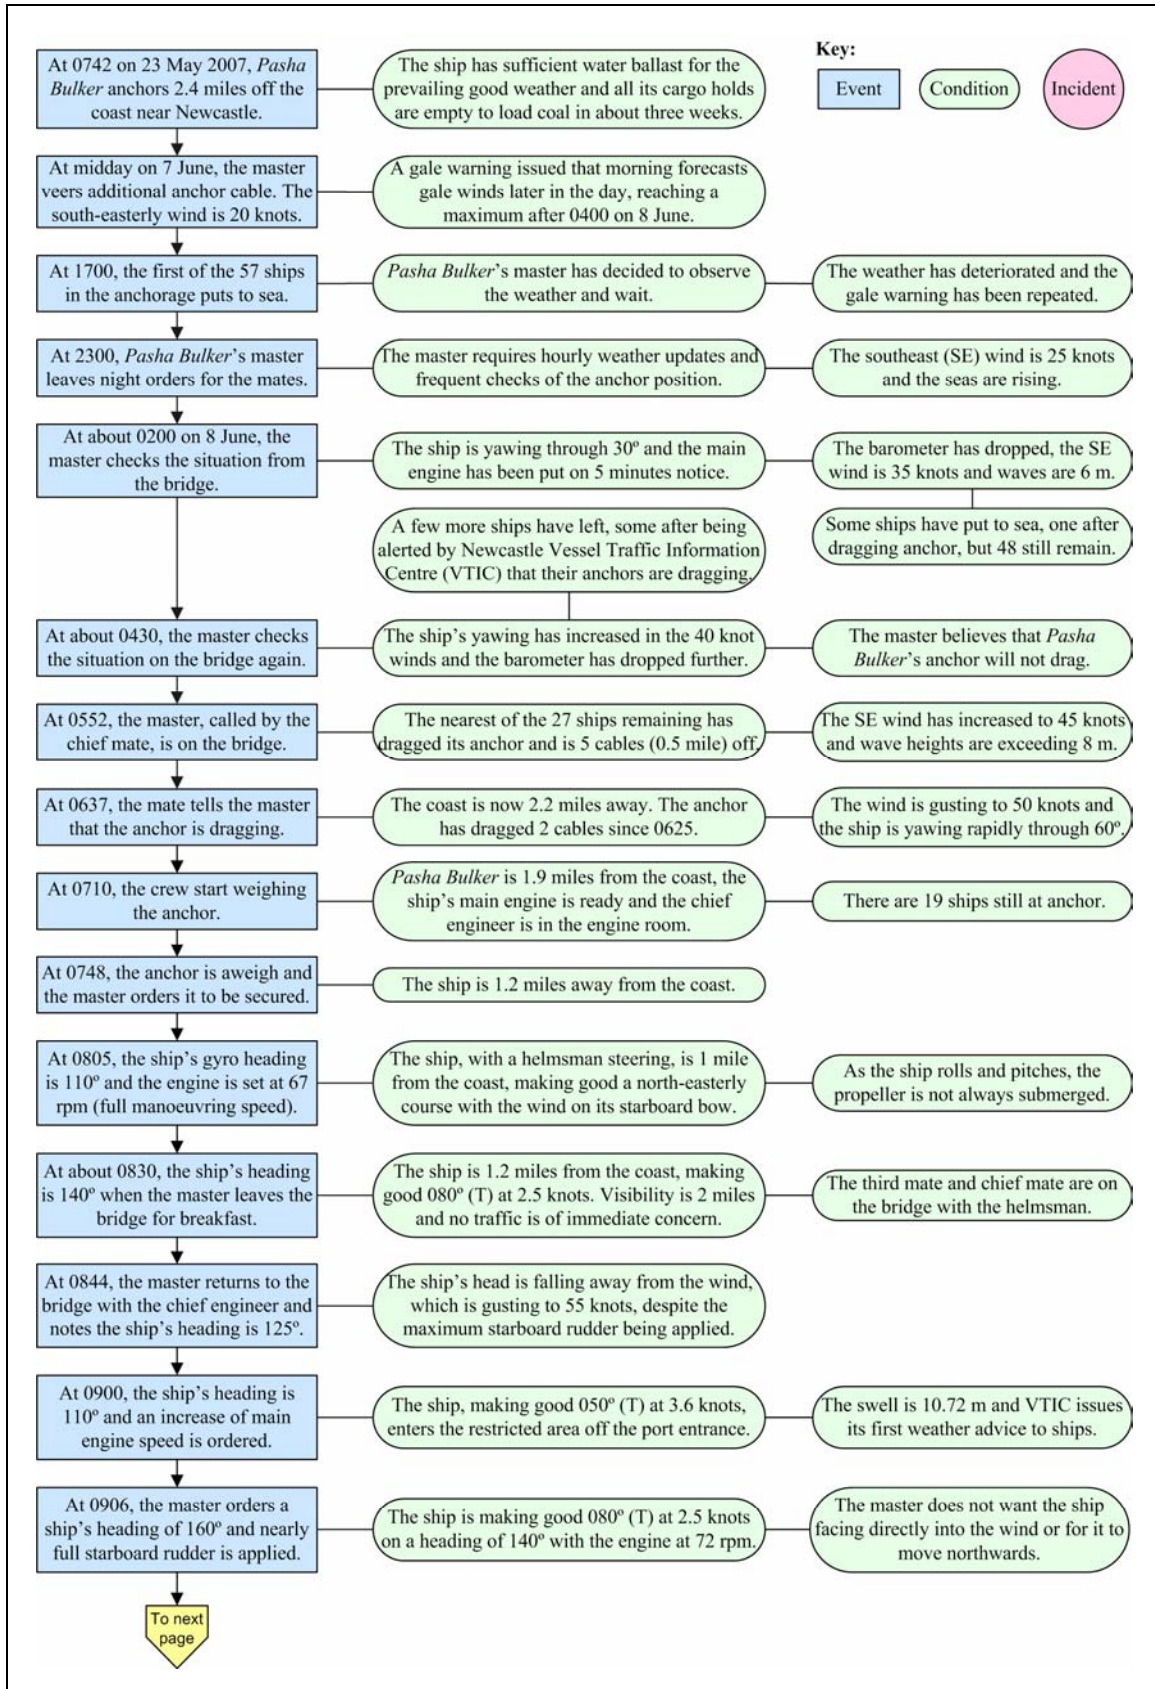 Key:
Event
Condition
Incident
At 0742 on 23 May 2007, Pasha
Bulker anchors 2.4 miles off the
coast near Newcastle.
The ship has sufficient water ballast for the
prevailing good weather and all its cargo holds
are empty to load coal in about three weeks.
At midday on 7 June, the master
veers additional anchor cable. The
south-easterly wind is 20 knots.
A gale warning issued that morning forecasts
gale winds later in the day, reaching a
maximum after 0400 on 8 June.
At 1700, the first of the 57 ships
in the anchorage puts to sea.
Pasha Bulker's master has decided to observe
the weather and wait.
The weather has deteriorated and the
gale warning has been repeated.
At 2300, Pasha Bulker's master
leaves night orders for the mates.
The master requires hourly weather updates and
frequent checks of the anchor position.
The southeast (SE) wind is 25 knots
and the seas are rising.
At about 0200 on 8 June, the
master checks the situation from
the bridge.
The ship is yawing through 30º and the main
engine has been put on 5 minutes notice.
The barometer has dropped, the SE
wind is 35 knots and waves are 6 m.
Some ships have put to sea, one after
dragging anchor, but 48 still remain.
A few more ships have left, some after being
alerted by Newcastle Vessel Traffic Information
Centre (VTIC) that their anchors are dragging.
At about 0430, the master checks
the situation on the bridge again.
The ship's yawing has increased in the 40 knot
winds and the barometer has dropped further.
The master believes that Pasha
Bulker's anchor will not drag.
At 0552, the master, called by the
chief mate, is on the bridge.
The nearest of the 27 ships remaining has
dragged its anchor and is 5 cables (0.5 mile) off.
The SE wind has increased to 45 knots
and wave heights are exceeding 8 m.
At 0637, the mate tells the master
that the anchor is dragging.
The coast is now 2.2 miles away. The anchor
has dragged 2 cables since 0625.
The wind is gusting to 50 knots and
the ship is yawing rapidly through 60º.
At 0710, the crew start weighing
the anchor.
Pasha Bulker is 1.9 miles from the coast, the
ship's main engine is ready and the chief
engineer is in the engine room.
There are 19 ships still at anchor.
At 0748, the anchor is aweigh and
the master orders it to be secured.
The ship is 1.2 miles away from the coast.
At 0805, the ship's gyro heading
is 110º and the engine is set at 67
rpm (full manoeuvring speed).
The ship, with a helmsman steering, is 1 mile
from the coast, making good a north-easterly
course with the wind on its starboard bow.
As the ship rolls and pitches, the
propeller is not always submerged.
At about 0830, the ship's heading
is 140º when the master leaves the
bridge for breakfast.
The ship is 1.2 miles from the coast, making
good 080º (T) at 2.5 knots. Visibility is 2 miles
and no traffic is of immediate concern.
The third mate and chief mate are on
the bridge with the helmsman.
At 0844, the master returns to the
bridge with the chief engineer and
notes the ship's heading is 125º.
The ship's head is falling away from the wind,
which is gusting to 55 knots, despite the
maximum starboard rudder being applied.
At 0900, the ship's heading is
110º and an increase of main
engine speed is ordered.
The ship, making good 050º (T) at 3.6 knots,
enters the restricted area off the port entrance.
The swell is 10.72 m and VTIC issues
its first weather advice to ships.
At 0906, the master orders a
ship's heading of 160º and nearly
full starboard rudder is applied.
The ship is making good 080º (T) at 2.5 knots
on a heading of 140º with the engine at 72 rpm.
The master does not want the ship
facing directly into the wind or for it to
move northwards.
To next
page